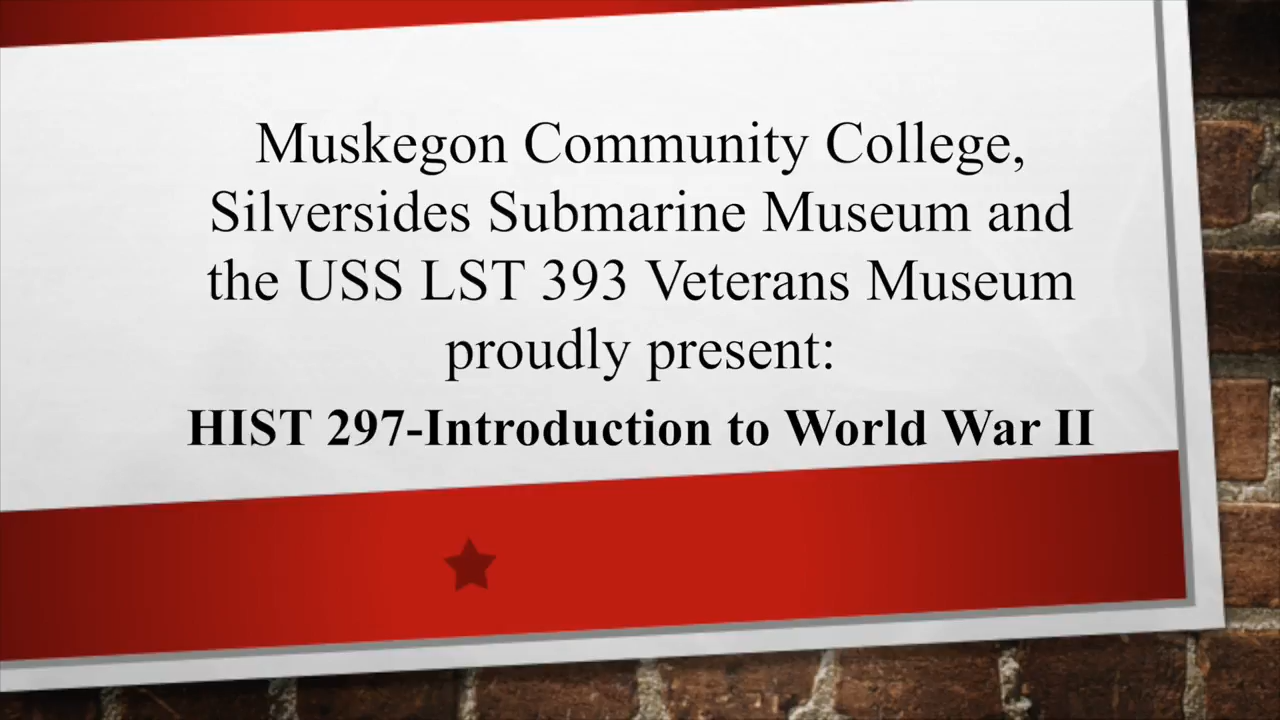 Muskegon Community College,
Silversides Submarine Museum and
the USS LST 393 Veterans Museum
proudly present:
HIST 297-Introduction to World War II